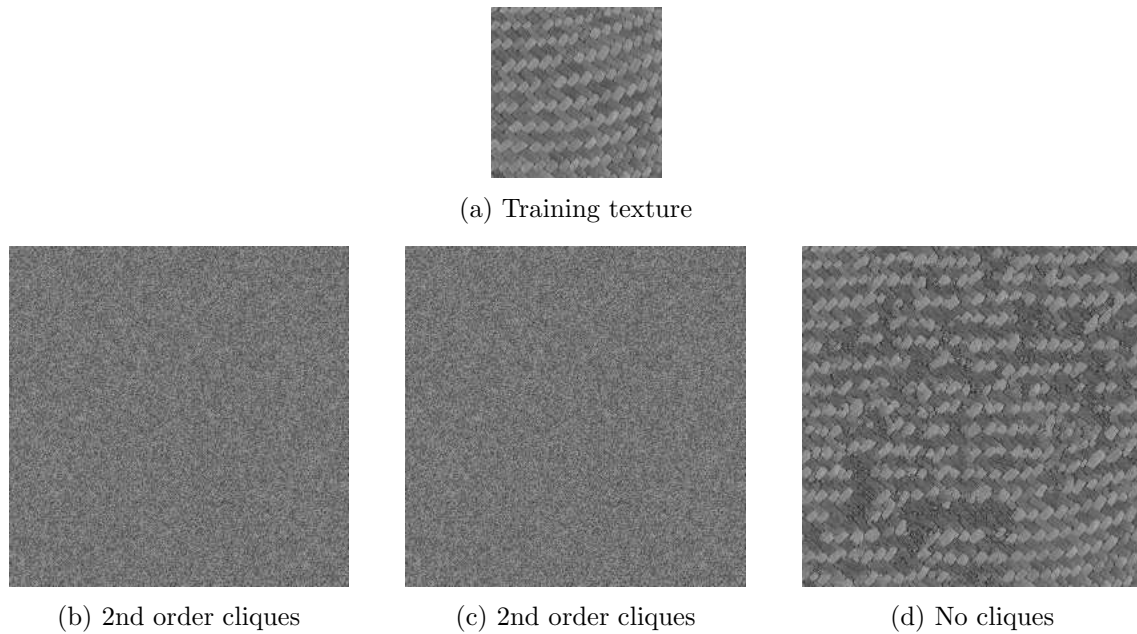 (a) Training texture
(b) 2nd order cliques
(c) 2nd order cliques
(d) No cliques